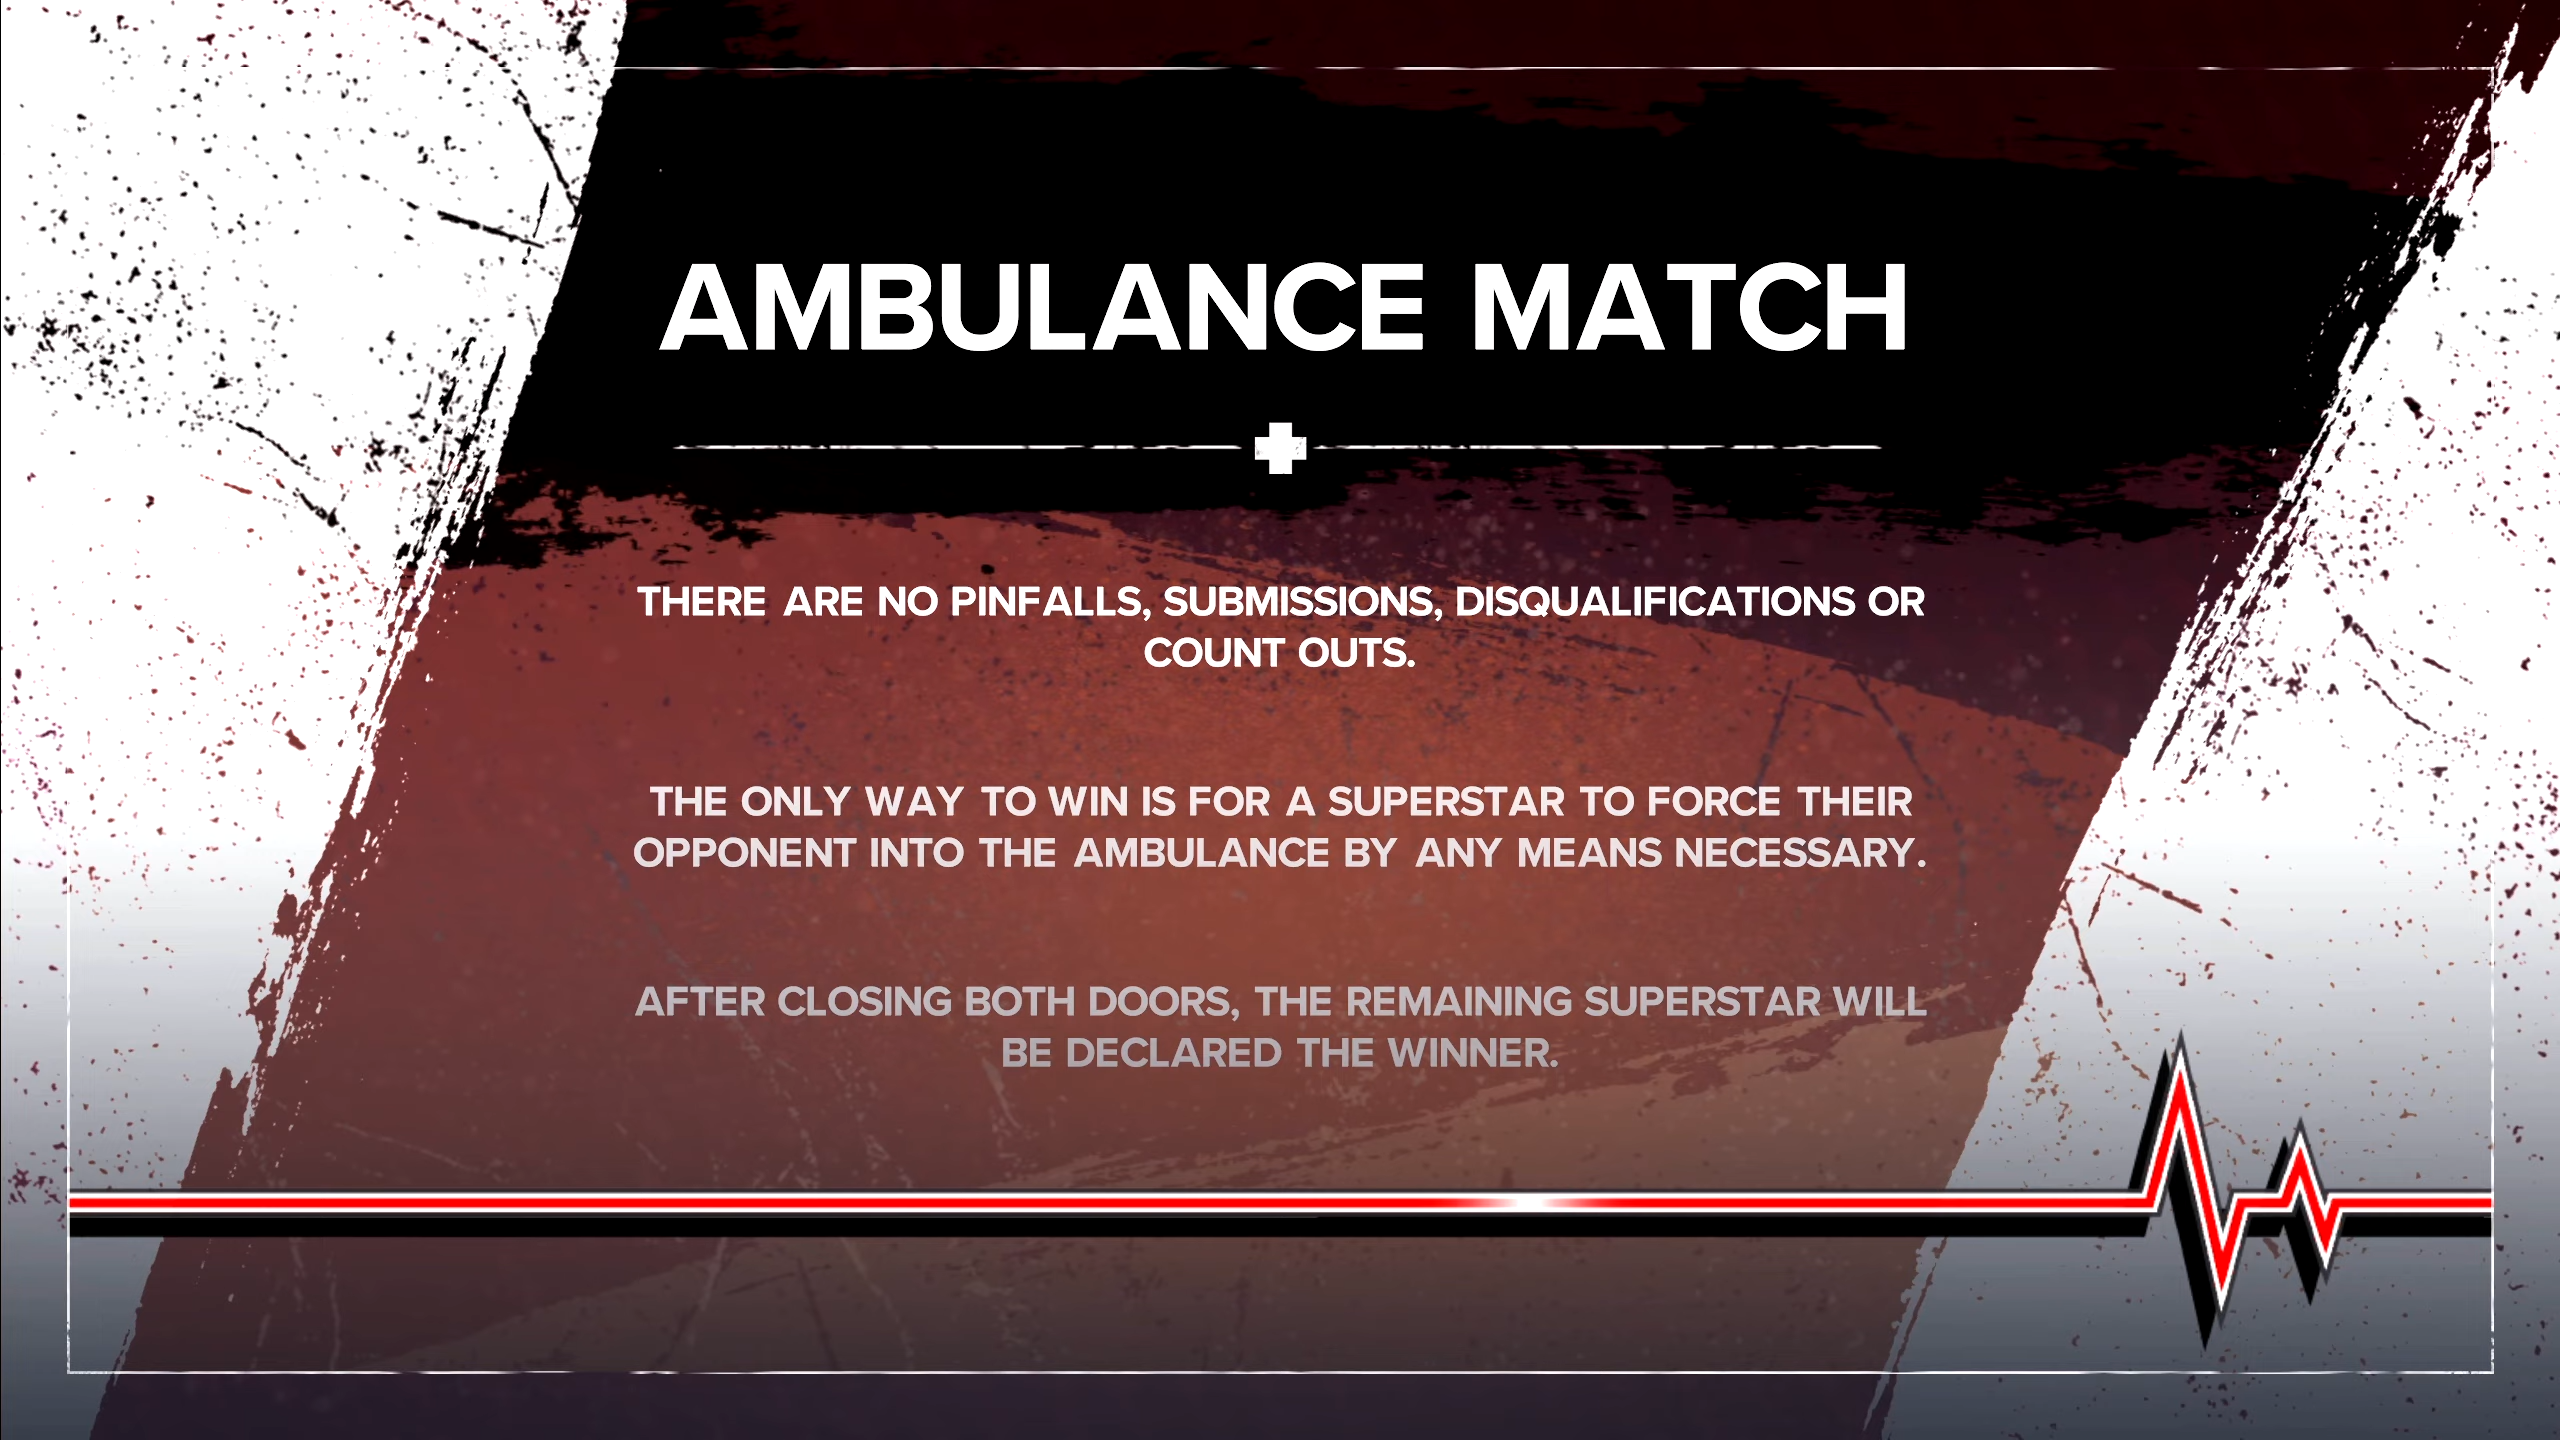 AMBULANCE MATCH
THERE ARE NO PINFALLS, SUBMISSIONS, DISQUALIFICATIONS OR
COUNT OUTS.
THE ONLY WAY TO WIN IS FOR A SUPERSTAR TO FORCE THEIR
OPPONENT INTO THE AMBULANCE BY ANY MEANS NECESSARY.
AFTER CLOSING BOTH DOORS, THE REMAINING SUPERSTAR WILL
BE DECLARED THE WINNER.